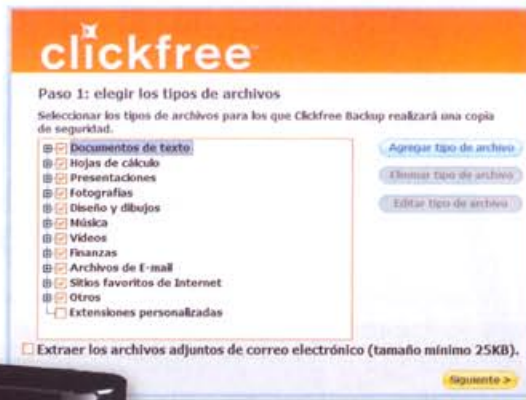 clickfree
Paso 1: elegir los tipos de archivos
Seleccionar los tipos de archivos para los que Clickfree Backup realizará una copia
de seguridad.
Documentos de texto
Hojas de cálculo
Presentaciones
Fotografías
Diseño y dibujos
Música
Vídeos
Finanzas
Archivos de E-mail
Sitios favoritos de Internet
Otros
Extensiones personalizadas
Agregar tipo de archivo
Eliminar tipo de archivo
Editar tipo de archivo
Extraer los archivos adjuntos de correo electrónico (tamaño mínimo 25KB).
Siguiente >